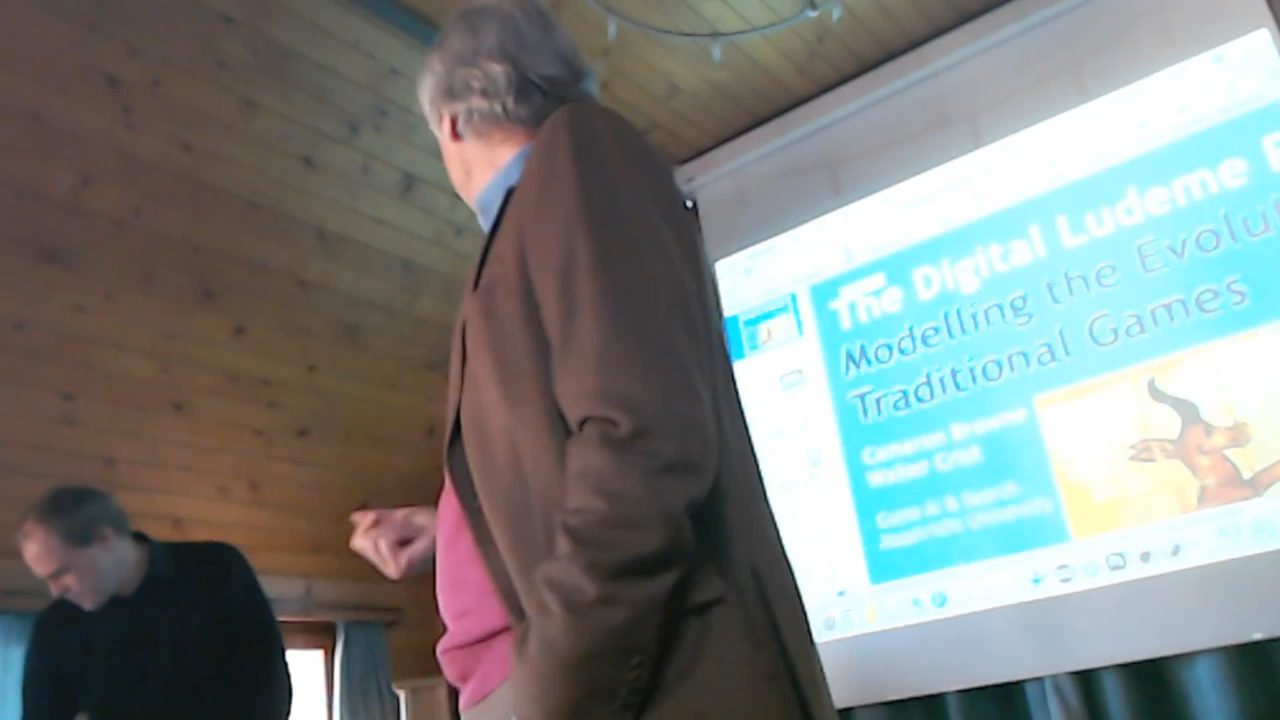 The Digital Ludeme
Modelling the Evolu
Traditional Games
Cameron Browne
Walter Crist
Game AI & Search
Maastricht University